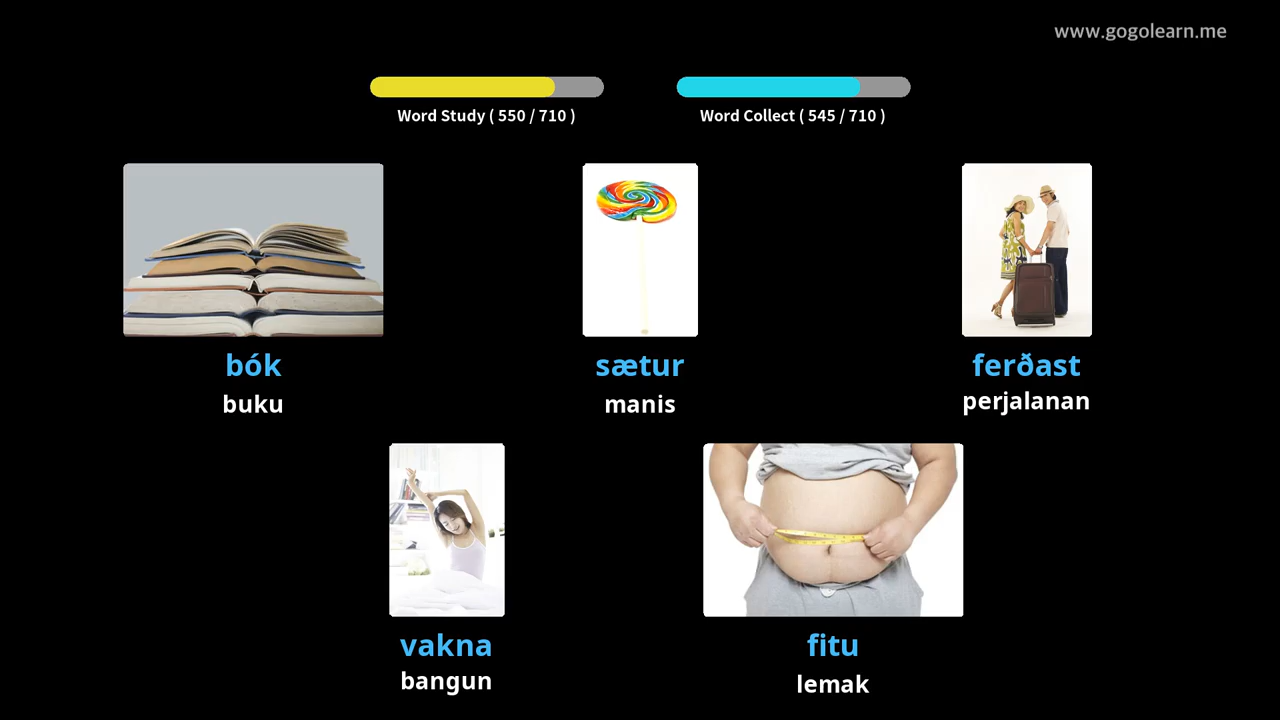 www.gogolearn.me
Word Study ( 550 / 710 )
Word Collect ( 545 / 710 )
bók
buku
sætur
manis
ferðast
perjalanan
vakna
bangun
fitu
lemak